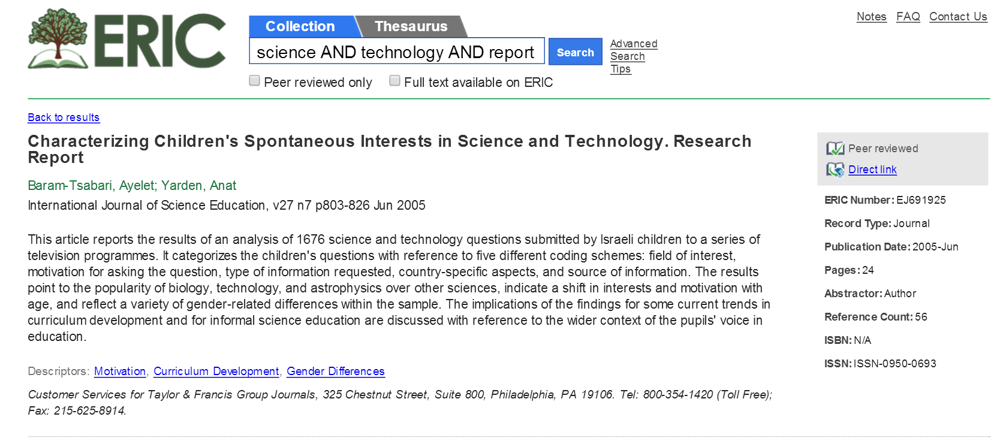 ERIC
Collection
Thesaurus
science AND technology AND report
Search
Advanced
Search
Tips
Notes
FAQ
Contact Us
Peer reviewed only
Full text available on ERIC
Back to results
Characterizing Children's Spontaneous Interests in Science and Technology. Research
Report
Baram-Tsabari, Ayelet; Yarden, Anat
International Journal of Science Education, v27 n7 p803-826 Jun 2005
This article reports the results of an analysis of 1676 science and technology questions submitted by Israeli children to a series of
television programmes. It categorizes the children's questions with reference to five different coding schemes: field of interest,
motivation for asking the question, type of information requested, country-specific aspects, and source of information. The results
point to the popularity of biology, technology, and astrophysics over other sciences, indicate a shift in interests and motivation with
age, and reflect a variety of gender-related differences within the sample. The implications of the findings for some current trends in
curriculum development and for informal science education are discussed with reference to the wider context of the pupils' voice in
education.
Descriptors: Motivation, Curriculum Development, Gender Differences
Customer Services for Taylor & Francis Group Journals, 325 Chestnut Street, Suite 800, Philadelphia, PA 19106. Tel: 800-354-1420 (Toll Free);
Fax: 215-625-8914.
Peer reviewed
Direct link
ERIC Number: EJ691925
Record Type: Journal
Publication Date: 2005-Jun
Pages: 24
Abstractor: Author
Reference Count: 56
ISBN: N/A
ISSN: ISSN-0950-0693